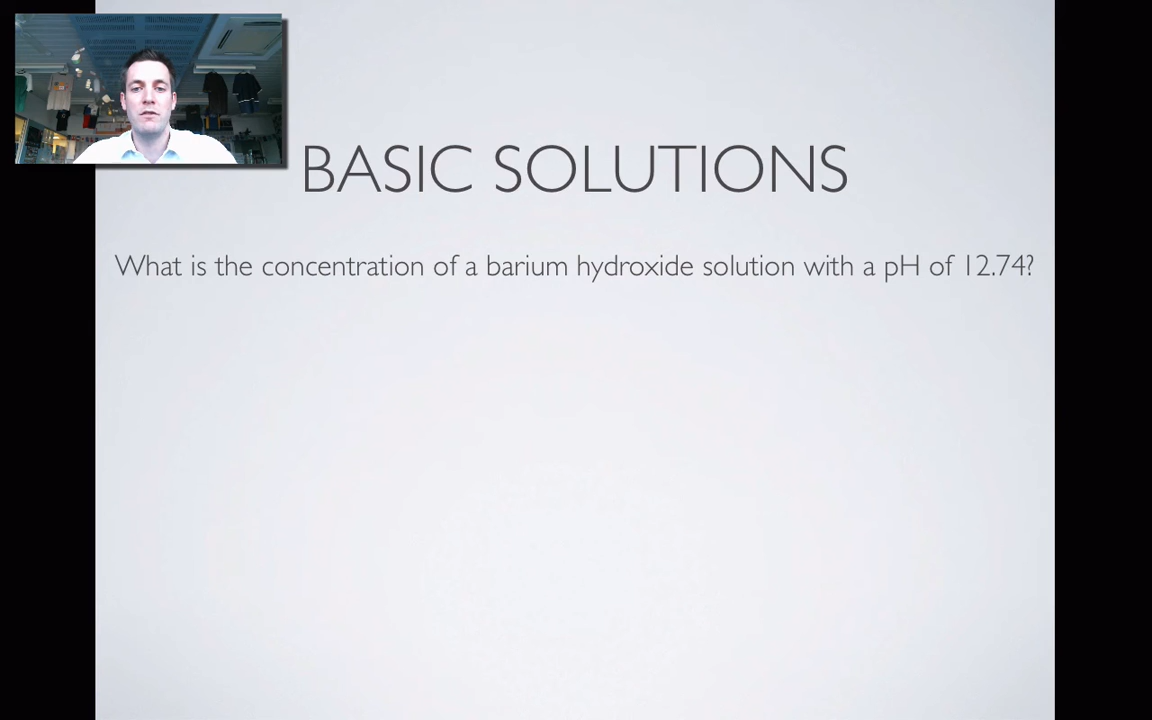 BASIC SOLUTIONS
What is the concentration of a barium hydroxide solution with a pH of 12.74?